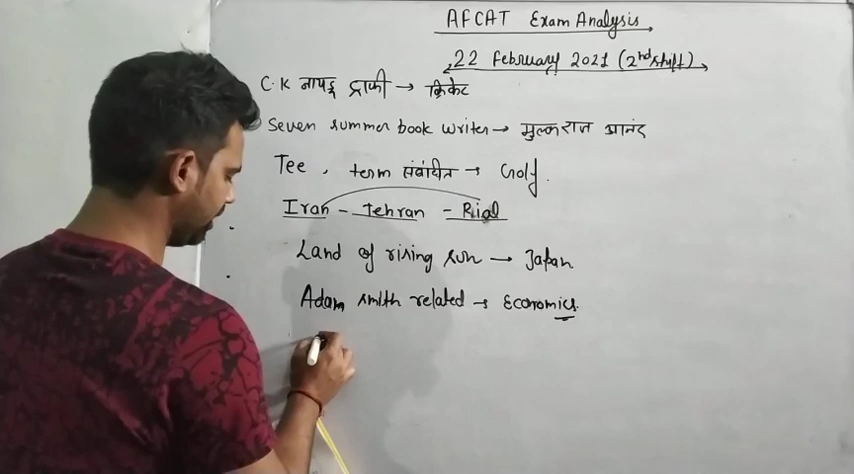 AFCAT Exam Analysis
22 February 2021 (2nd shift)
C.K नायडू ट्राफी → क्रिकेट
Seven summer book writer → मुल्कराज आनंद
Tee, term संबंदीत → Golf.
Iran - Tehran - Rial
Land of rising sun → Japan
Adam smith related → Economics.